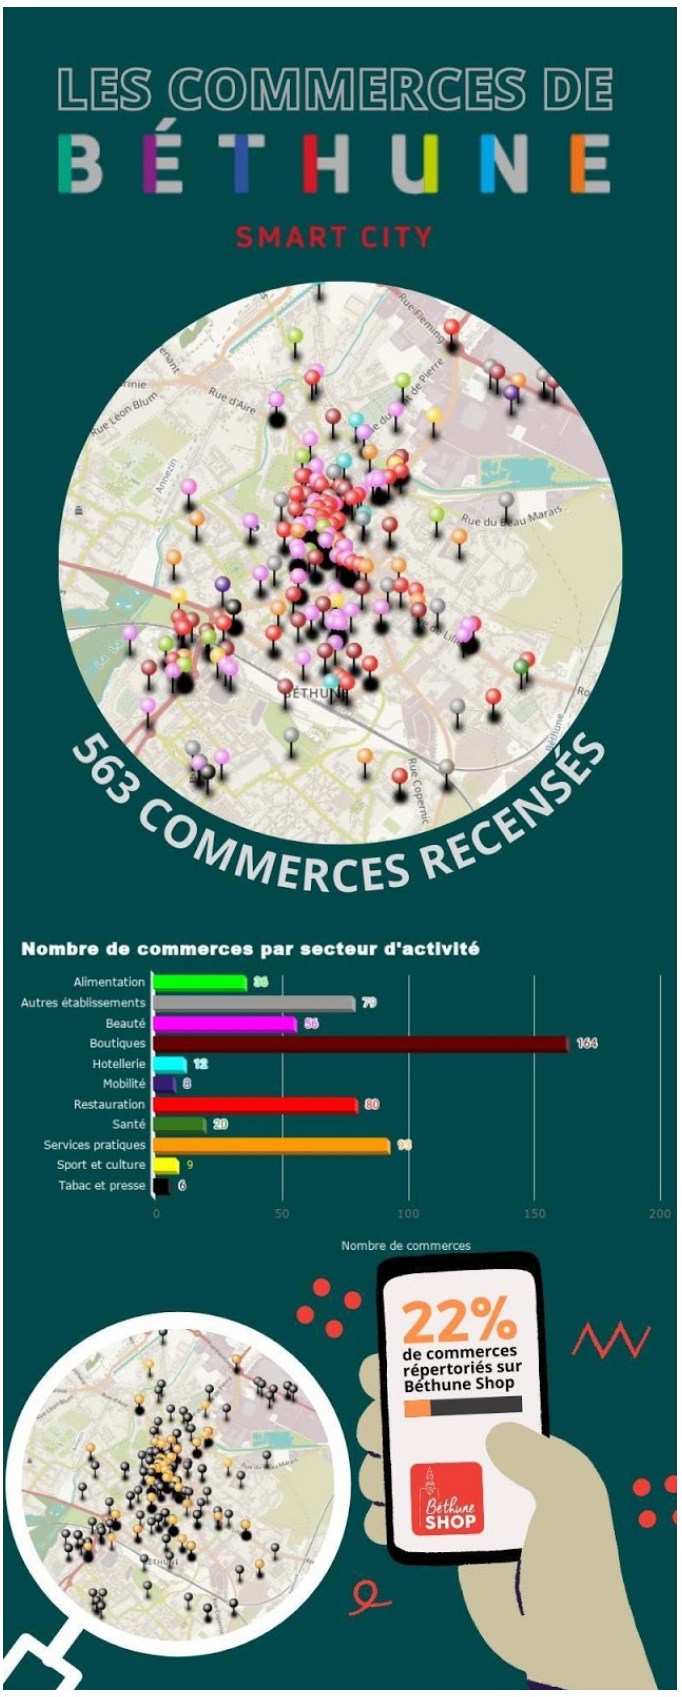 LES COMMERCES DE
BÉTHUNE
SMART CITY
Rue Fleming
Rue Léon Blum
Rue d'Aire
Annezin
Rue du Beau Marais
BÉTHUNE
Béthune
Rue Copernic
563 COMMERCES RECENSÉS
Nombre de commerces par secteur d'activité
Alimentation 36
Autres établissements 79
Beauté 56
Boutiques 164
Hotellerie 12
Mobilité 8
Restauration 80
Santé 20
Services pratiques 93
Sport et culture 9
Tabac et presse 6
0 50 100 150 200
Nombre de commerces
22%
de commerces
répertoriés sur
Béthune Shop
Béthune
SHOP
BÉTHUNE